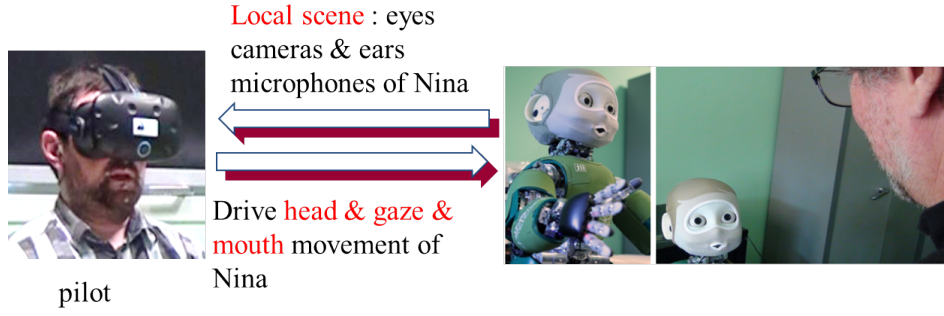 Local scene : eyes
cameras & ears
microphones of Nina
Drive head & gaze &
mouth movement of
Nina
pilot